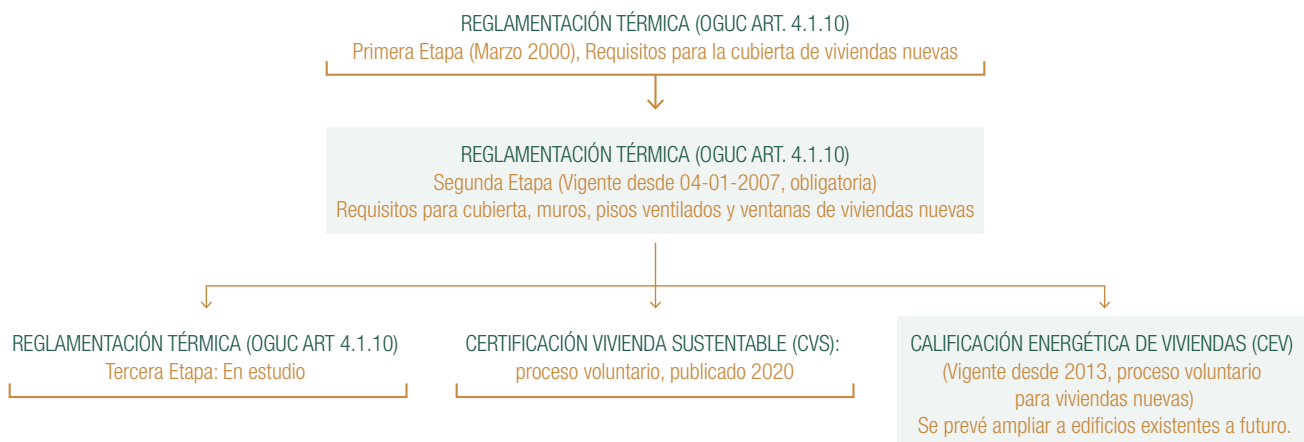 REGLAMENTACIÓN TÉRMICA (OGUC ART. 4.1.10)
Primera Etapa (Marzo 2000), Requisitos para la cubierta de viviendas nuevas
REGLAMENTACIÓN TÉRMICA (OGUC ART. 4.1.10)
Segunda Etapa (Vigente desde 04-01-2007, obligatoria)
Requisitos para cubierta, muros, pisos ventilados y ventanas de viviendas nuevas
REGLAMENTACIÓN TÉRMICA (OGUC ART 4.1.10)
Tercera Etapa: En estudio
CERTIFICACIÓN VIVIENDA SUSTENTABLE (CVS):
proceso voluntario, publicado 2020
CALIFICACIÓN ENERGÉTICA DE VIVIENDAS (CEV)
(Vigente desde 2013, proceso voluntario
para viviendas nuevas)
Se prevé ampliar a edificios existentes a futuro.